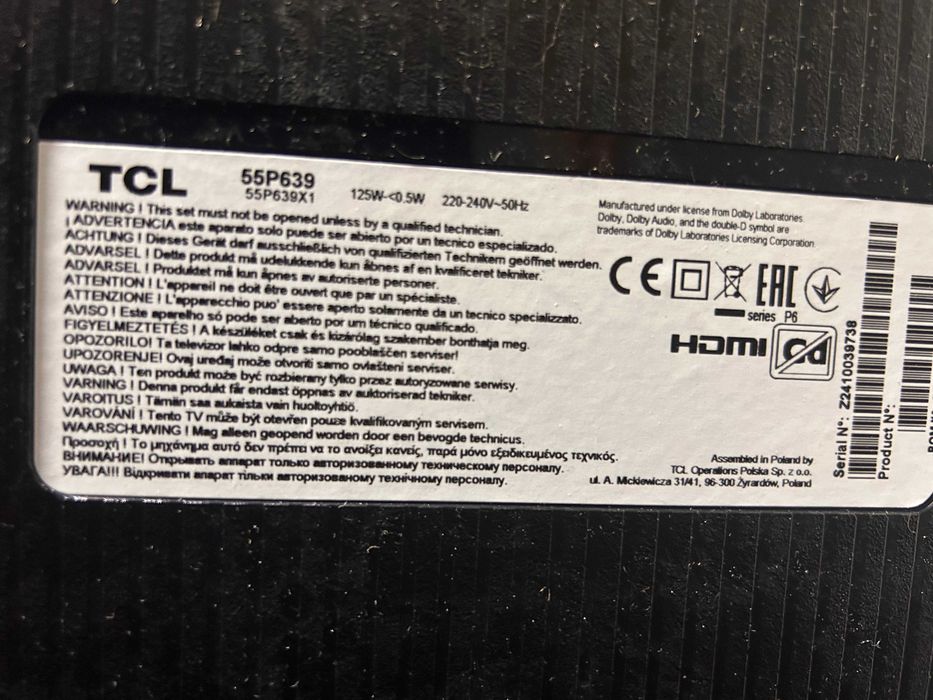 TCL
55P639
55P639X1
125W-<0.5W
220-240V~50Hz
WARNING ! This set must not be opened unless by a qualified technician.
¡ ADVERTENCIA este aparato solo puede ser abierto por un tecnico especializado.
ACHTUNG ! Dieses Gerät darf ausschließlich von qualifizierten Technikern geöffnet werden.
ADVARSEL ! Dette produkt må udelukkende kun åbnes af en kvalificeret tekniker.
ADVARSEL ! Produktet må kun åpnes av autoriserte personer.
ATTENTION ! L'appareil ne doit être ouvert que par un spécialiste.
ATTENZIONE ! L'apparecchio puo' essere aperto solamente da un tecnico specializzato.
AVISO ! Este aparelho só pode ser aberto por um técnico qualificado.
FIGYELMEZTETÉS ! A készüléket csak és kizárólag szakember bonthatja meg.
OPOZORILO! Ta televizor lahko odpre samo pooblaščen serviser!
UPOZORENJE! Ovaj uređaj može otvoriti samo ovlašteni serviser.
UWAGA ! Ten produkt może być rozbierany tylko przez autoryzowane serwisy.
VARNING ! Denna produkt får endast öppnas av auktoriserad tekniker.
VAROITUS ! Tämän saa aukaista vain huoltoyhtiö.
VAROVÁNÍ ! Tento TV může být otevřen pouze kvalifikovaným servisem.
WAARSCHUWING ! Mag alleen geopend worden door een bevoegde technicus.
Προσοχή ! Το μηχάνημα αυτό δεν πρέπει να το ανοίξει κανείς, παρά μόνο εξειδικευμένος τεχνικός.
ВНИМАНИЕ! Открывать аппарат только авторизованному техническому персоналу.
УВАГА!!! Відкривати апарат тільки авторизованому технічному персоналу.
Manufactured under license from Dolby Laboratories.
Dolby, Dolby Audio, and the double-D symbol are
trademarks of Dolby Laboratories Licensing Corporation.
CE
EAC
series P6
HDMI
Cd
Assembled in Poland by
TCL Operations Polska Sp. z o.o.
ul. A. Mickiewicza 31/41, 96-300 Żyrardów, Poland
Serial N°: Z2410039738
Product N°: